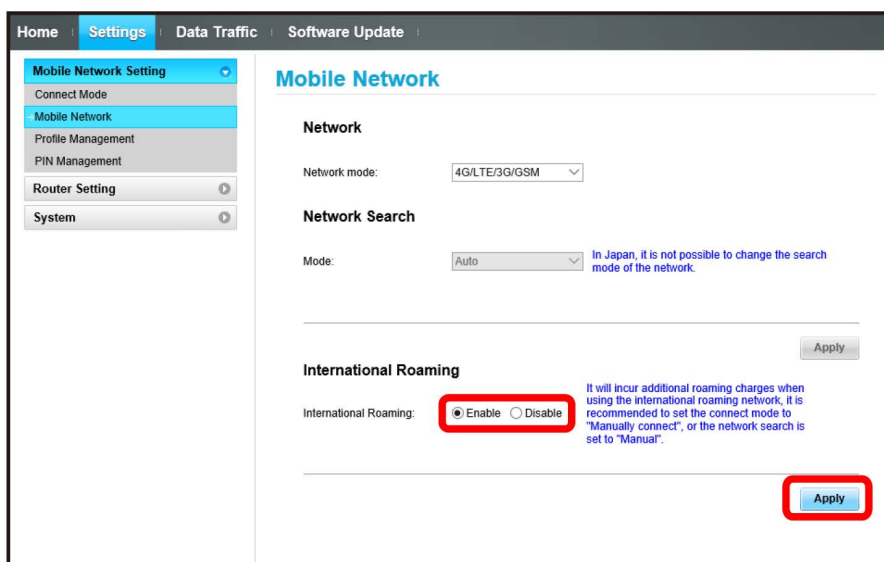 Home Settings Data Traffic Software Update
Mobile Network Setting
Connect Mode
Mobile Network
Profile Management
PIN Management
Router Setting
System
Mobile Network
Network
Network mode: 4G/LTE/3G/GSM
Network Search
Mode: Auto
In Japan, it is not possible to change the search
mode of the network.
Apply
International Roaming
International Roaming: Enable Disable
It will incur additional roaming charges when
using the international roaming network, it is
recommended to set the connect mode to
"Manually connect", or the network search is
set to "Manual".
Apply